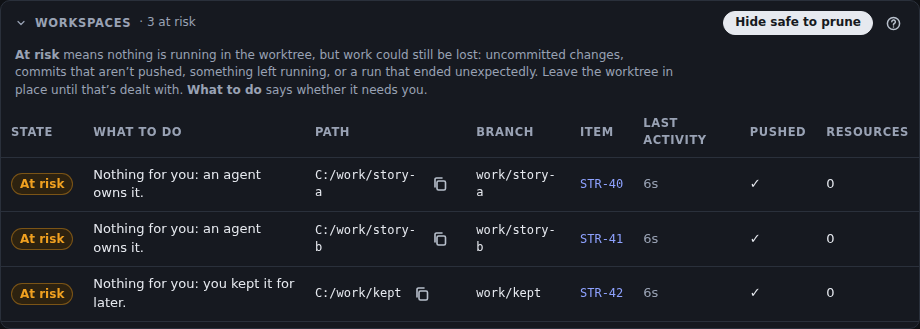 WORKSPACES · 3 at risk
Hide safe to prune
At risk means nothing is running in the worktree, but work could still be lost: uncommitted changes,
commits that aren’t pushed, something left running, or a run that ended unexpectedly. Leave the worktree in
place until that’s dealt with. What to do says whether it needs you.
STATE WHAT TO DO PATH BRANCH ITEM LAST ACTIVITY PUSHED RESOURCES
At risk
Nothing for you: an agent
owns it.
C:/work/story-
a
work/story-
a
STR-40
6s
✓
0
At risk
Nothing for you: an agent
owns it.
C:/work/story-
b
work/story-
b
STR-41
6s
✓
0
At risk
Nothing for you: you kept it for
later.
C:/work/kept
work/kept
STR-42
6s
✓
0